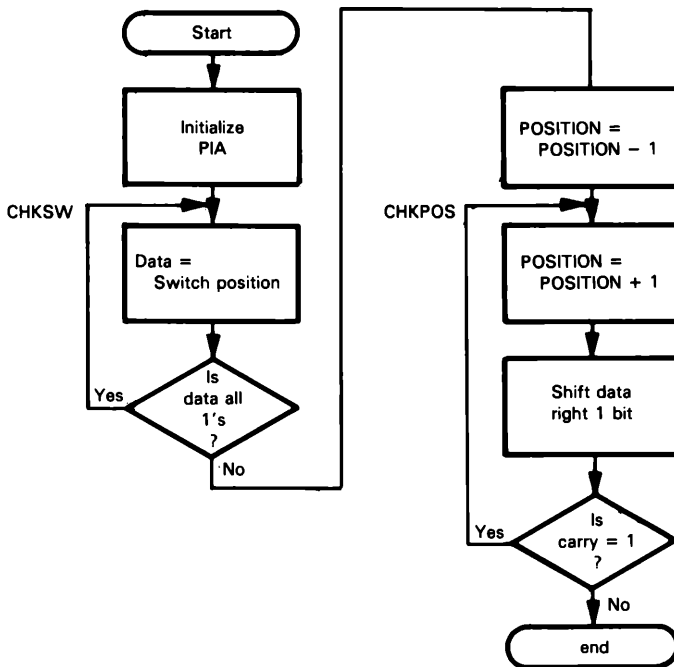 Start
Initialize
PIA
CHKSW
Data =
Switch position
Is
data all
1's
?
Yes
No
POSITION =
POSITION – 1
CHKPOS
POSITION =
POSITION + 1
Shift data
right 1 bit
Is
carry = 1
?
Yes
No
end